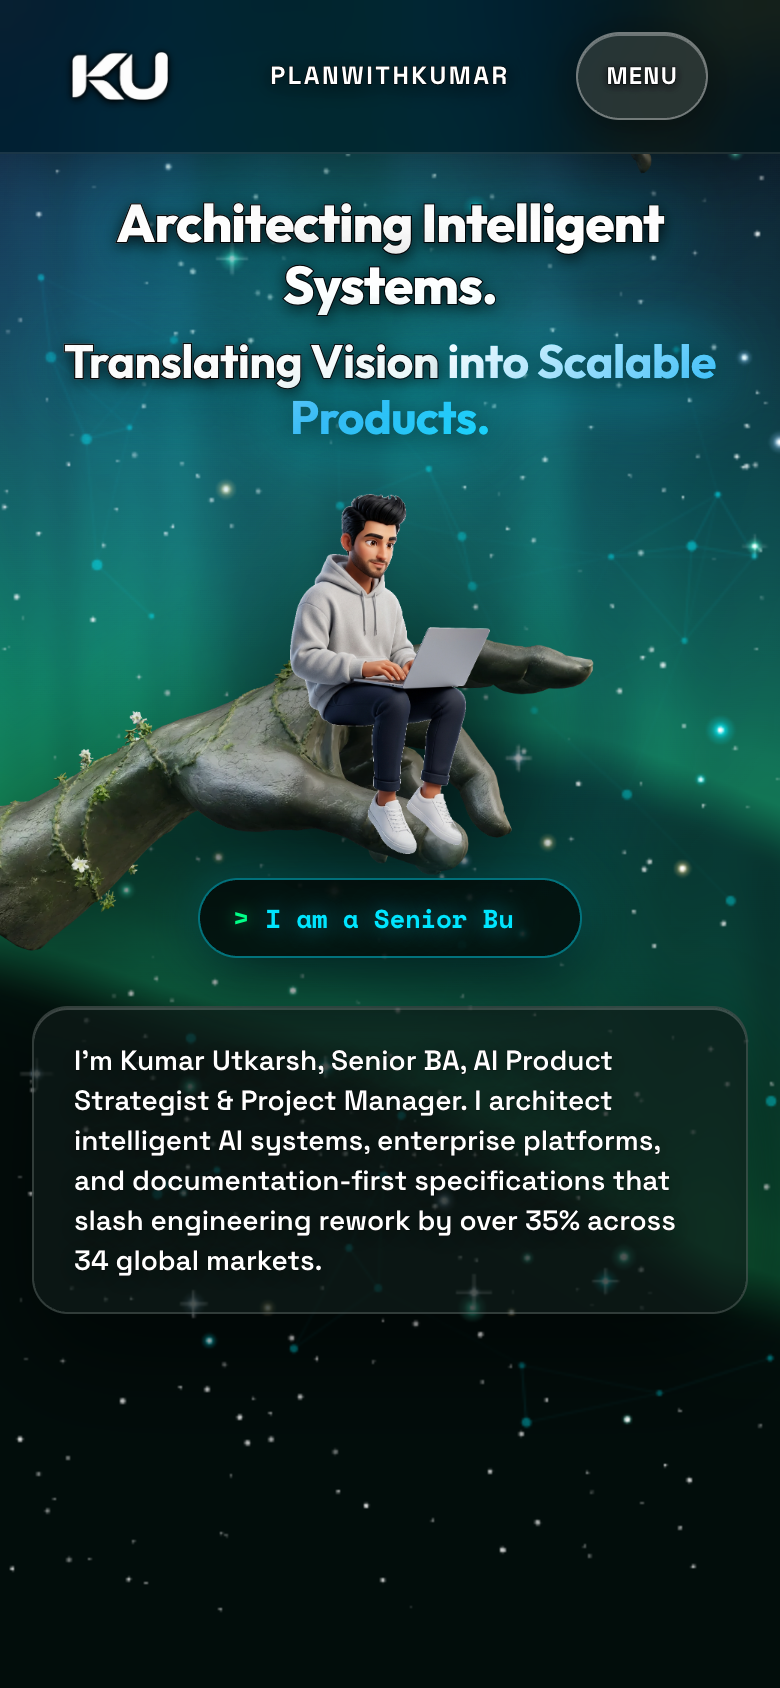 KU
PLANWITHKUMAR
MENU
Architecting Intelligent
Systems.
Translating Vision into Scalable
Products.
> I am a Senior Bu
I'm Kumar Utkarsh, Senior BA, AI Product
Strategist & Project Manager. I architect
intelligent AI systems, enterprise platforms,
and documentation-first specifications that
slash engineering rework by over 35% across
34 global markets.